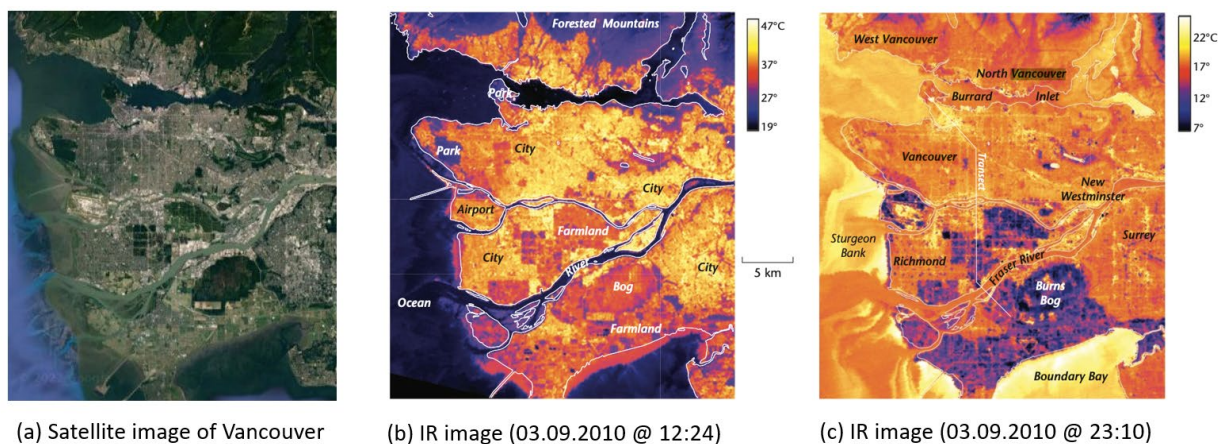 Forested Mountains
Park
City
Park
City
Airport
Farmland
City
River
City
Bog
Ocean
Farmland
47°C
37°
27°
19°
5 km
West Vancouver
North Vancouver
Burrard Inlet
Vancouver
Transect
New
Westminster
Sturgeon
Bank
Richmond
Fraser River
Surrey
Burns
Bog
Boundary Bay
22°C
17°
12°
7°
(a) Satellite image of Vancouver
(b) IR image (03.09.2010 @ 12:24)
(c) IR image (03.09.2010 @ 23:10)